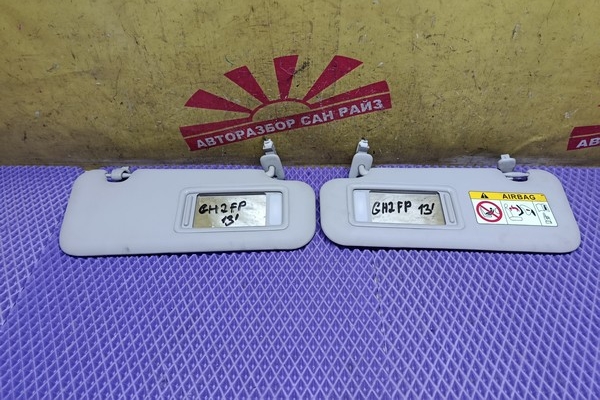 АВТОРАЗБОР САН РАЙЗ
GH2FP
13'
GH2FP 13'
AIRBAG